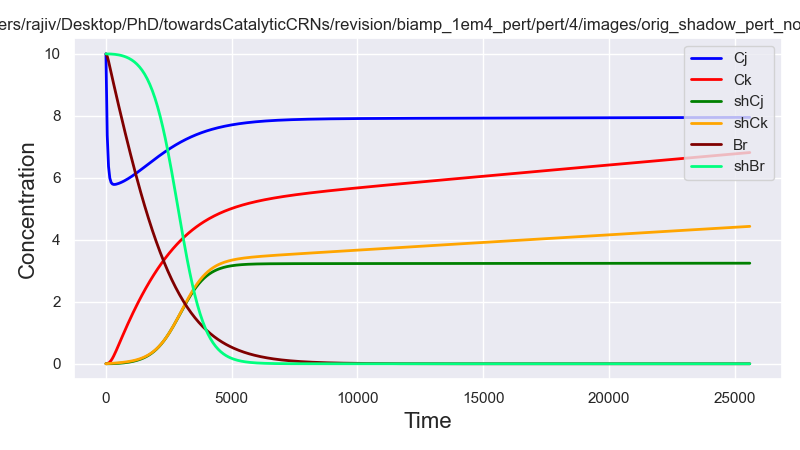 ers/rajiv/Desktop/PhD/towardsCatalyticCRNs/revision/biamp_1em4_pert/pert/4/images/orig_shadow_pert_no
10
8
6
4
2
0
Concentration
0
5000
10000
15000
20000
25000
Time
Cj
Ck
shCj
shCk
Br
shBr